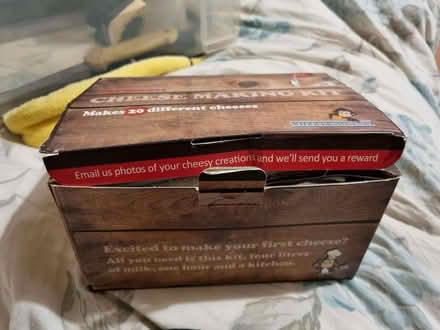 CHEESE MAKING KIT
Makes 20 different cheeses
Email us photos of your cheesy creations and we'll send you a reward
Excited to make your first cheese?
All you need is this kit, four litres
of milk, one hour and a kitchen.